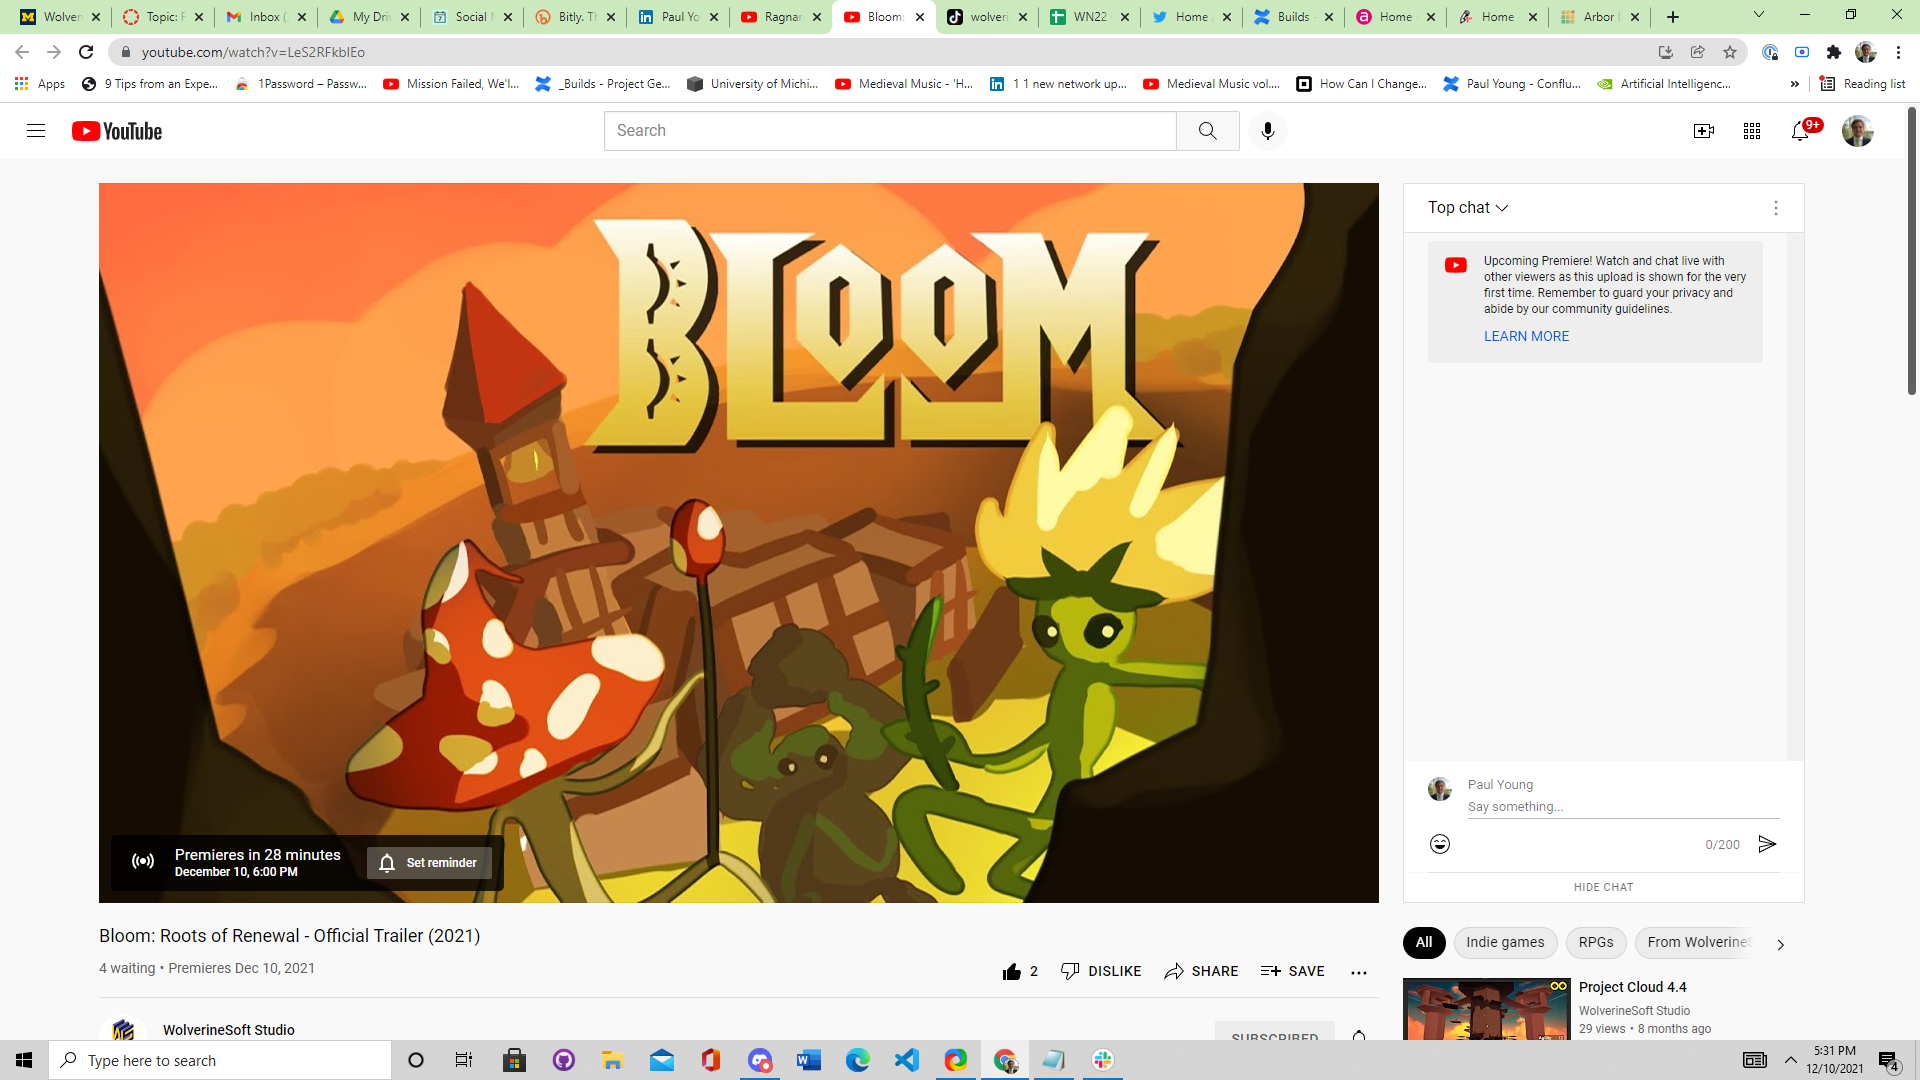 Wolver
Topic: F
Inbox (
My Driv
Social M
Bitly. Th
Paul Yo
Ragnar
Bloom:
wolveri
WN22
Home
Builds -
Home -
Home -
Arbor
youtube.com/watch?v=LeS2RFkbIEo
Apps
9 Tips from an Expe...
1Password – Passw...
Mission Failed, We'l...
_Builds - Project Ge...
University of Michi...
Medieval Music - 'H...
1 1 new network up...
Medieval Music vol....
How Can I Change...
Paul Young - Conflu...
Artificial Intelligenc...
»
Reading list
YouTube
Search
9+
BLOOM
Top chat
Upcoming Premiere! Watch and chat live with
other viewers as this upload is shown for the very
first time. Remember to guard your privacy and
abide by our community guidelines.
LEARN MORE
Paul Young
Say something...
0/200
HIDE CHAT
Premieres in 28 minutes
December 10, 6:00 PM
Set reminder
Bloom: Roots of Renewal - Official Trailer (2021)
4 waiting • Premieres Dec 10, 2021
2
DISLIKE
SHARE
SAVE
WolverineSoft Studio
SUBSCRIBED
All
Indie games
RPGs
From WolverineS
Project Cloud 4.4
WolverineSoft Studio
29 views • 8 months ago
Type here to search
5:31 PM
12/10/2021
4